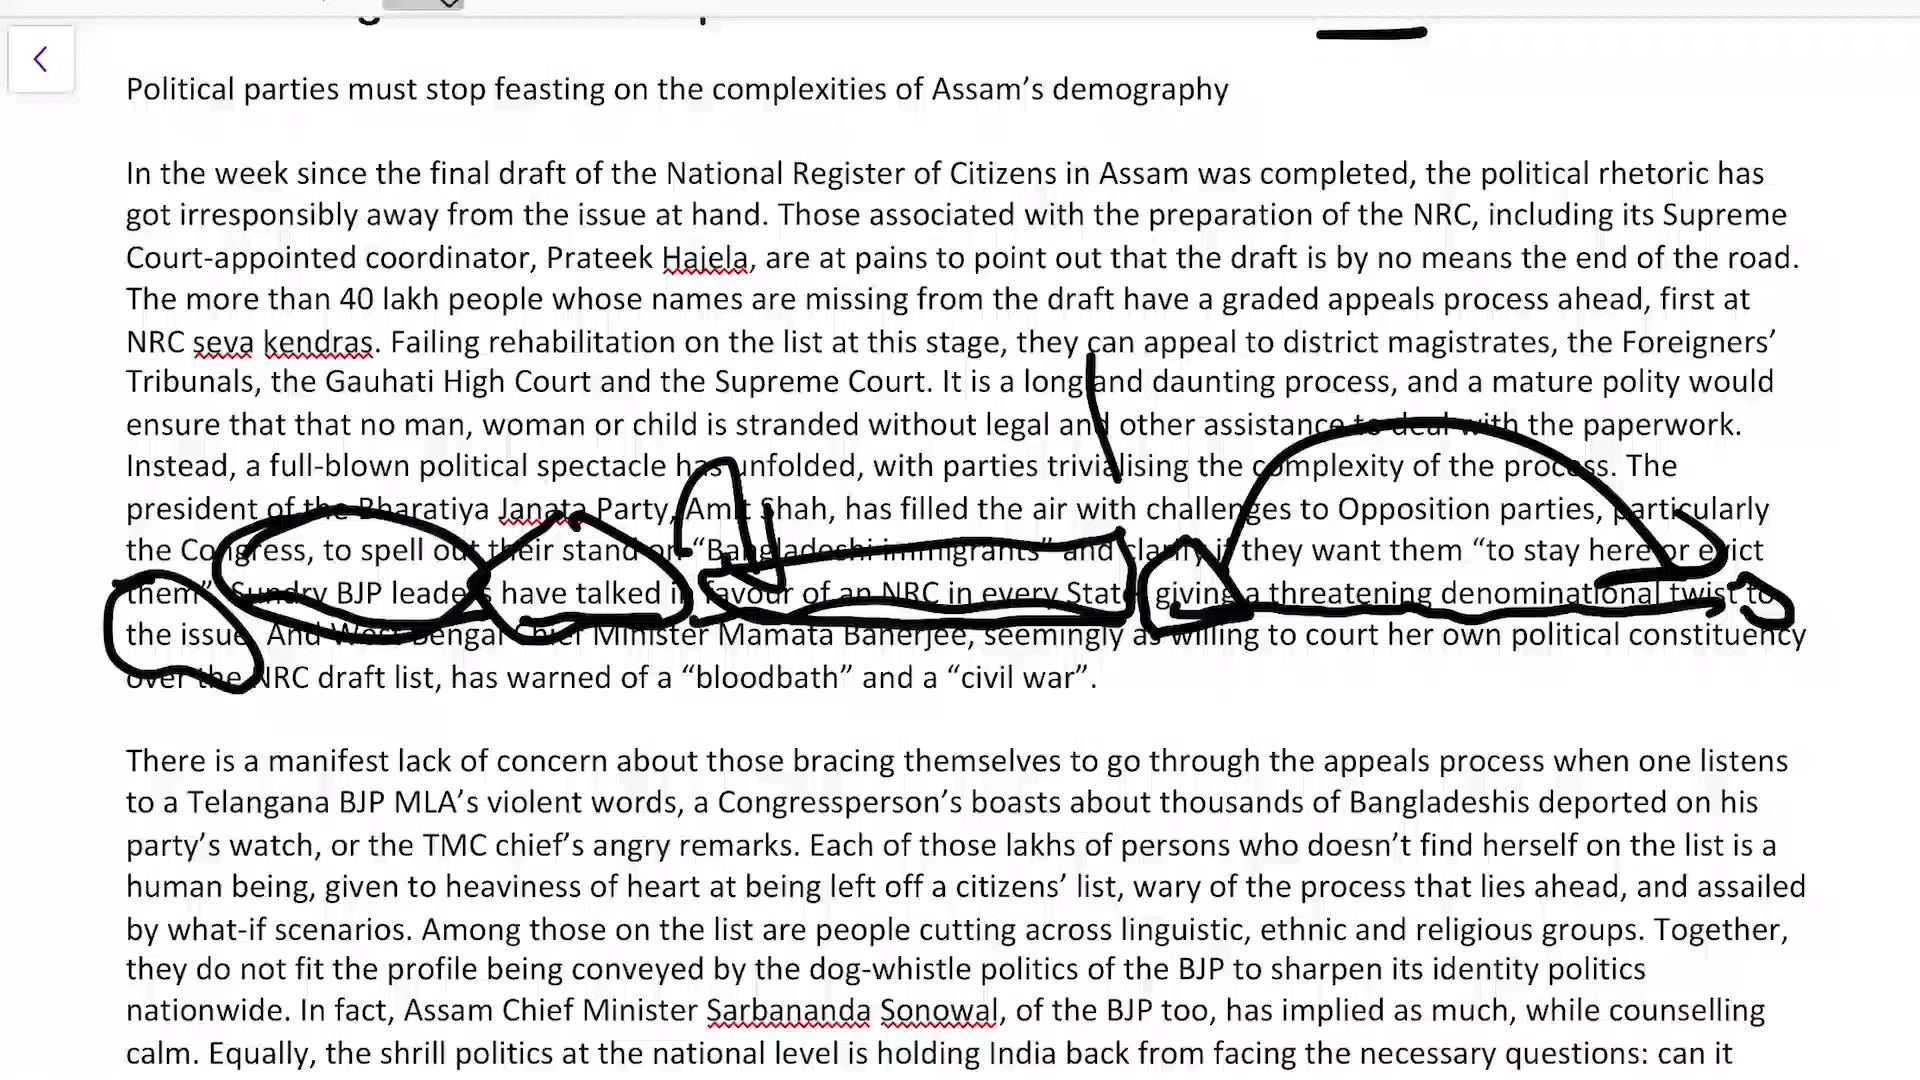 Political parties must stop feasting on the complexities of Assam’s demography
In the week since the final draft of the National Register of Citizens in Assam was completed, the political rhetoric has
got irresponsibly away from the issue at hand. Those associated with the preparation of the NRC, including its Supreme
Court-appointed coordinator, Prateek Hajela, are at pains to point out that the draft is by no means the end of the road.
The more than 40 lakh people whose names are missing from the draft have a graded appeals process ahead, first at
NRC seva kendras. Failing rehabilitation on the list at this stage, they can appeal to district magistrates, the Foreigners’
Tribunals, the Gauhati High Court and the Supreme Court. It is a long and daunting process, and a mature polity would
ensure that that no man, woman or child is stranded without legal and other assistance to deal with the paperwork.
Instead, a full-blown political spectacle has unfolded, with parties trivialising the complexity of the process. The
president of the Bharatiya Janata Party, Amit Shah, has filled the air with challenges to Opposition parties, particularly
the Congress, to spell out their stand on “Bangladeshi immigrants” and clarify if they want them “to stay here or evict
them”. Sundry BJP leaders have talked in favour of an NRC in every State, giving a threatening denominational twist to
the issue. And West Bengal Chief Minister Mamata Banerjee, seemingly as willing to court her own political constituency
over the NRC draft list, has warned of a “bloodbath” and a “civil war”.
There is a manifest lack of concern about those bracing themselves to go through the appeals process when one listens
to a Telangana BJP MLA’s violent words, a Congressperson’s boasts about thousands of Bangladeshis deported on his
party’s watch, or the TMC chief’s angry remarks. Each of those lakhs of persons who doesn’t find herself on the list is a
human being, given to heaviness of heart at being left off a citizens’ list, wary of the process that lies ahead, and assailed
by what-if scenarios. Among those on the list are people cutting across linguistic, ethnic and religious groups. Together,
they do not fit the profile being conveyed by the dog-whistle politics of the BJP to sharpen its identity politics
nationwide. In fact, Assam Chief Minister Sarbananda Sonowal, of the BJP too, has implied as much, while counselling
calm. Equally, the shrill politics at the national level is holding India back from facing the necessary questions: can it